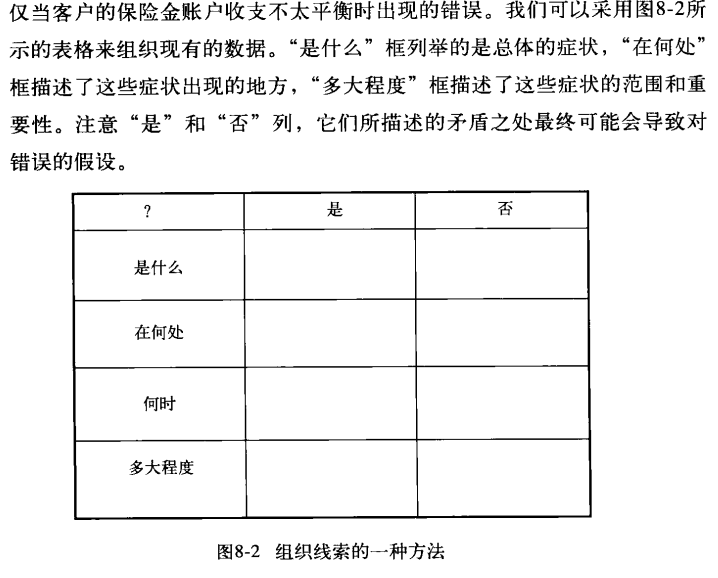 仅当客户的保险金账户收支不太平衡时出现的错误。我们可以采用图8-2所
示的表格来组织现有的数据。“是什么”框列举的是总体的症状，“在何处”
框描述了这些症状出现的地方，“多大程度”框描述了这些症状的范围和重
要性。注意“是”和“否”列，它们所描述的矛盾之处最终可能会导致对
错误的假设。
? 是 否
是什么
在何处
何时
多大程度
图8-2 组织线索的一种方法